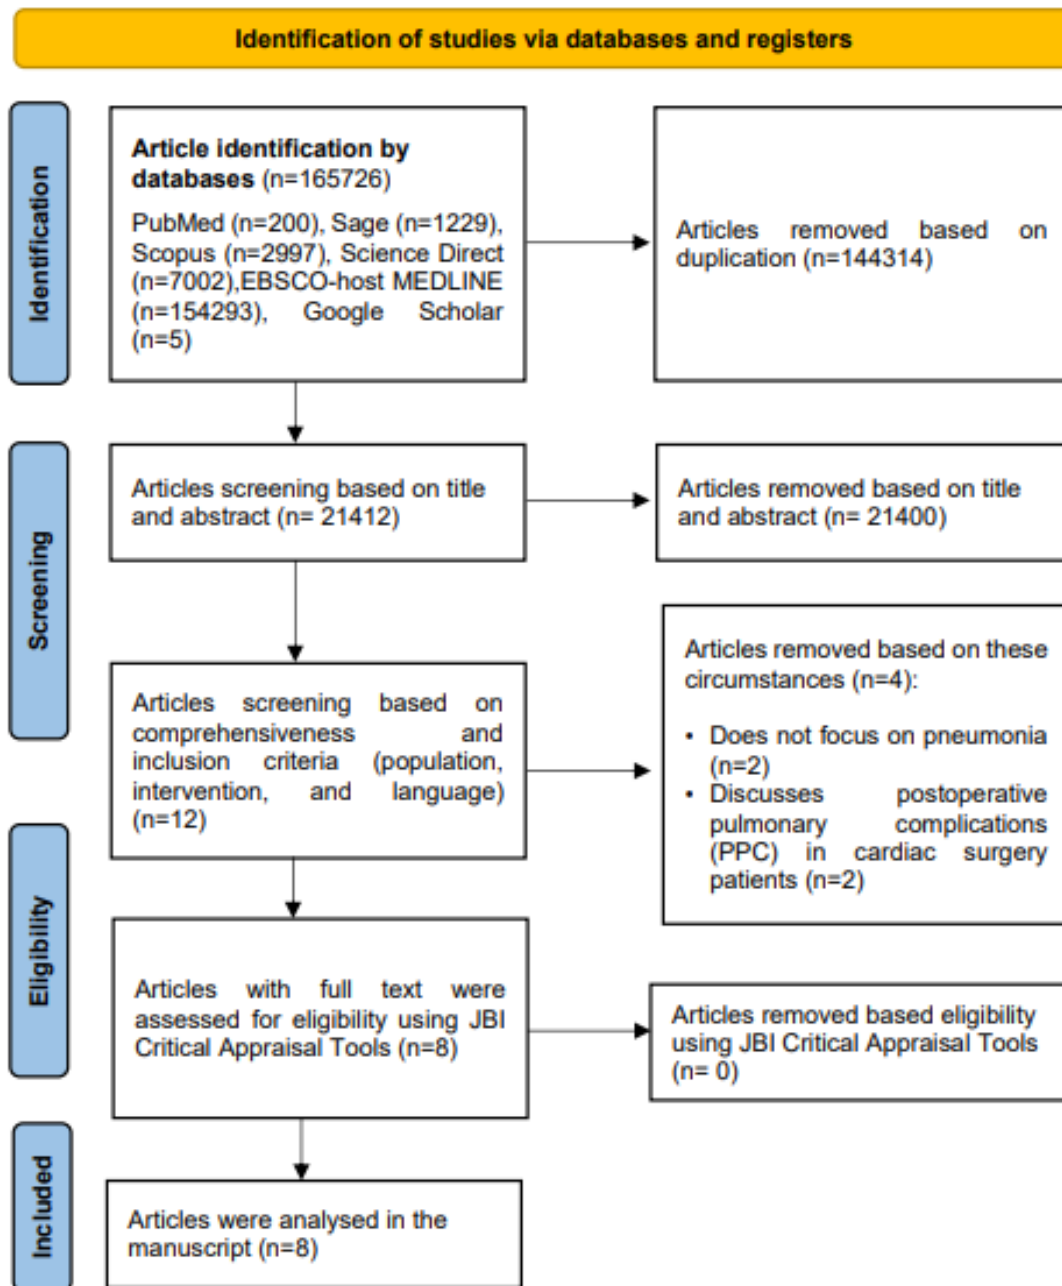 Identification of studies via databases and registers
Identification
Article identification by
databases (n=165726)
PubMed (n=200), Sage (n=1229),
Scopus (n=2997), Science Direct
(n=7002),EBSCO-host MEDLINE
(n=154293), Google Scholar
(n=5)
Articles removed based on
duplication (n=144314)
Screening
Articles screening based on title
and abstract (n= 21412)
Articles removed based on title
and abstract (n= 21400)
Articles screening based on
comprehensiveness and
inclusion criteria (population,
intervention, and language)
(n=12)
Articles removed based on these
circumstances (n=4):
• Does not focus on pneumonia
(n=2)
• Discusses postoperative
pulmonary complications
(PPC) in cardiac surgery
patients (n=2)
Eligibility
Articles with full text were
assessed for eligibility using JBI
Critical Appraisal Tools (n=8)
Articles removed based eligibility
using JBI Critical Appraisal Tools
(n= 0)
Included
Articles were analysed in the
manuscript (n=8)